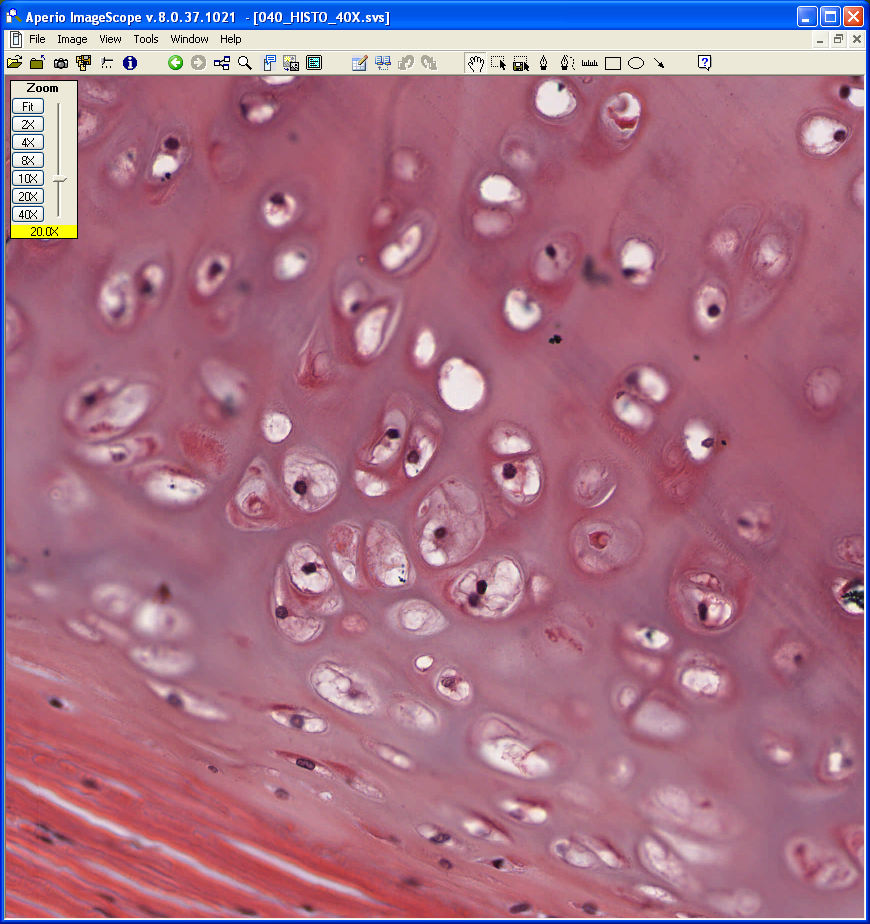 Aperio ImageScope v.8.0.37.1021 - [040_HISTO_40X.svs]
File Image View Tools Window Help
Zoom
Fit
2X
4X
8X
10X
20X
40X
20.0X